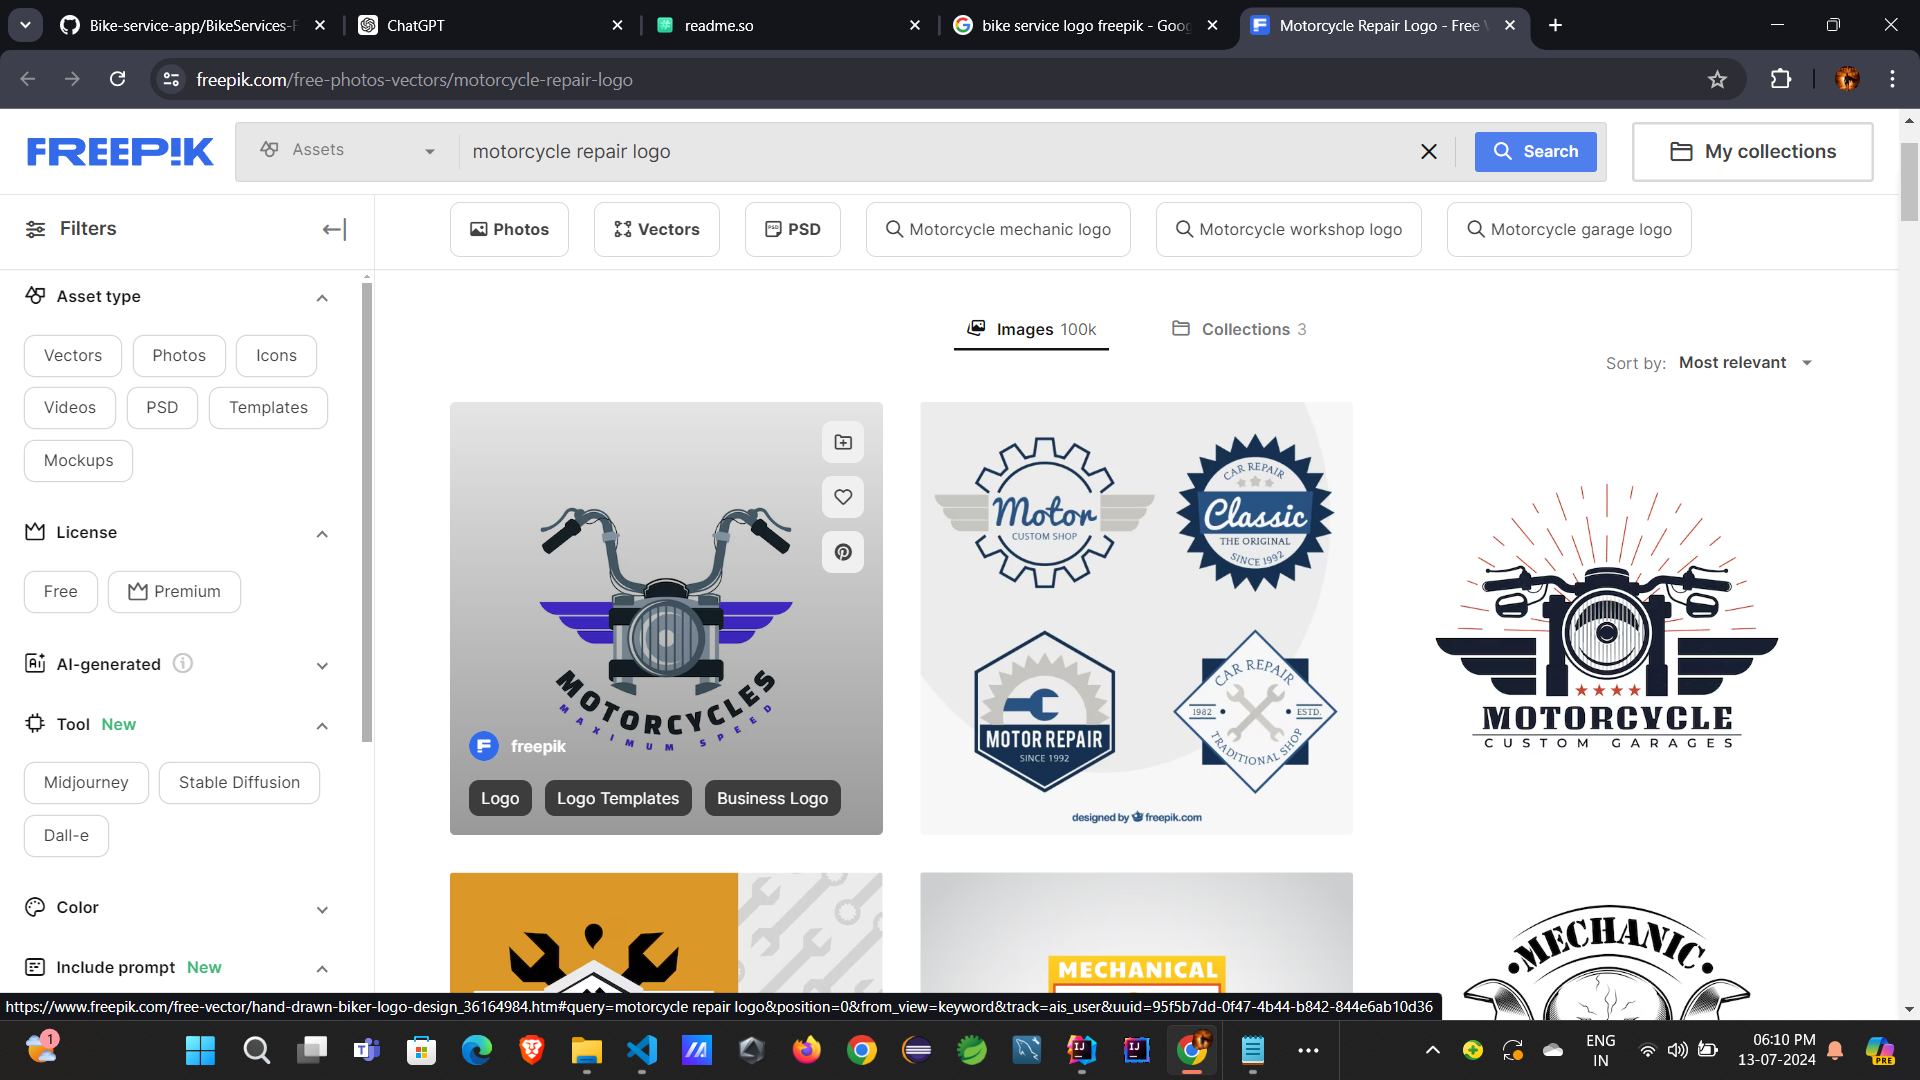 Bike-service-app/BikeServices-F
ChatGPT
readme.so
bike service logo freepik - Goog
Motorcycle Repair Logo - Free V
freepik.com/free-photos-vectors/motorcycle-repair-logo
FREEPIK
Assets
motorcycle repair logo
Search
My collections
Filters
Photos
Vectors
PSD
Motorcycle mechanic logo
Motorcycle workshop logo
Motorcycle garage logo
Asset type
Vectors
Photos
Icons
Videos
PSD
Templates
Mockups
License
Free
Premium
AI-generated
Tool New
Midjourney
Stable Diffusion
Dall-e
Color
Include prompt New
Images 100k
Collections 3
Sort by: Most relevant
MOTORCYCLES
MAXIMUM SPEED
freepik
Logo
Logo Templates
Business Logo
Motor
CUSTOM SHOP
CAR REPAIR
Classic
THE ORIGINAL
SINCE 1992
MOTOR REPAIR
SINCE 1992
CAR REPAIR
1982
ESTD.
TRADITIONAL SHOP
designed by freepik.com
MOTORCYCLE
CUSTOM GARAGES
MECHANICAL
MECHANIC
https://www.freepik.com/free-vector/hand-drawn-biker-logo-design_36164984.htm#query=motorcycle repair logo&position=0&from_view=keyword&track=ais_user&uuid=95f5b7dd-0f47-4b44-b842-844e6ab10d36
1
ENG
IN
06:10 PM
13-07-2024
PRE